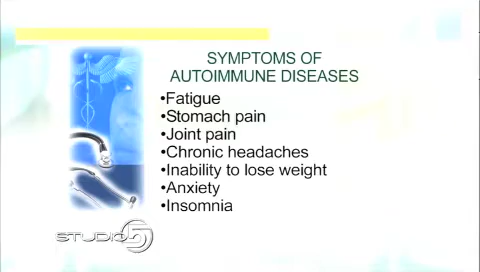 SYMPTOMS OF
AUTOIMMUNE DISEASES
•Fatigue
•Stomach pain
•Joint pain
•Chronic headaches
•Inability to lose weight
•Anxiety
•Insomnia
STUDIO 5